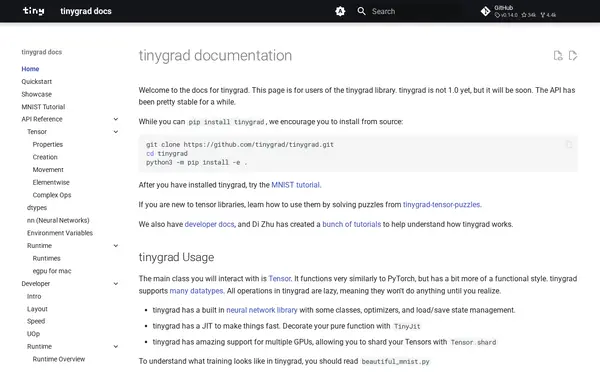 tiny
tinygrad docs
Search
GitHub
v0.14.0 34k 4.4k
tinygrad docs
Home
Quickstart
Showcase
MNIST Tutorial
API Reference
Tensor
Properties
Creation
Movement
Elementwise
Complex Ops
dtypes
nn (Neural Networks)
Environment Variables
Runtime
Runtimes
egpu for mac
Developer
Intro
Layout
Speed
UOp
Runtime
Runtime Overview
tinygrad documentation
Welcome to the docs for tinygrad. This page is for users of the tinygrad library. tinygrad is not 1.0 yet, but it will be soon. The API has
been pretty stable for a while.
While you can pip install tinygrad, we encourage you to install from source:
git clone https://github.com/tinygrad/tinygrad.git
cd tinygrad
python3 -m pip install -e .
After you have installed tinygrad, try the MNIST tutorial.
If you are new to tensor libraries, learn how to use them by solving puzzles from tinygrad-tensor-puzzles.
We also have developer docs, and Di Zhu has created a bunch of tutorials to help understand how tinygrad works.
tinygrad Usage
The main class you will interact with is Tensor. It functions very similarly to PyTorch, but has a bit more of a functional style. tinygrad
supports many datatypes. All operations in tinygrad are lazy, meaning they won't do anything until you realize.
• tinygrad has a built in neural network library with some classes, optimizers, and load/save state management.
• tinygrad has a JIT to make things fast. Decorate your pure function with TinyJit
• tinygrad has amazing support for multiple GPUs, allowing you to shard your Tensors with Tensor.shard
To understand what training looks like in tinygrad, you should read beautiful_mnist.py